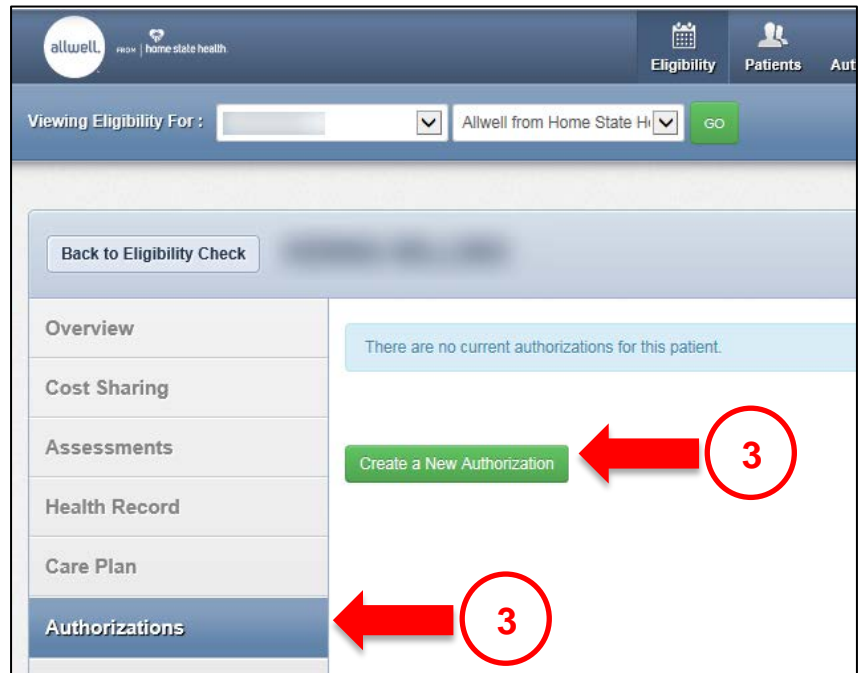 allwell. FROM | home state health.
Eligibility Patients Aut
Viewing Eligibility For : Allwell from Home State H GO
Back to Eligibility Check
Overview
There are no current authorizations for this patient.
Cost Sharing
Assessments
Create a New Authorization 3
Health Record
Care Plan
Authorizations 3